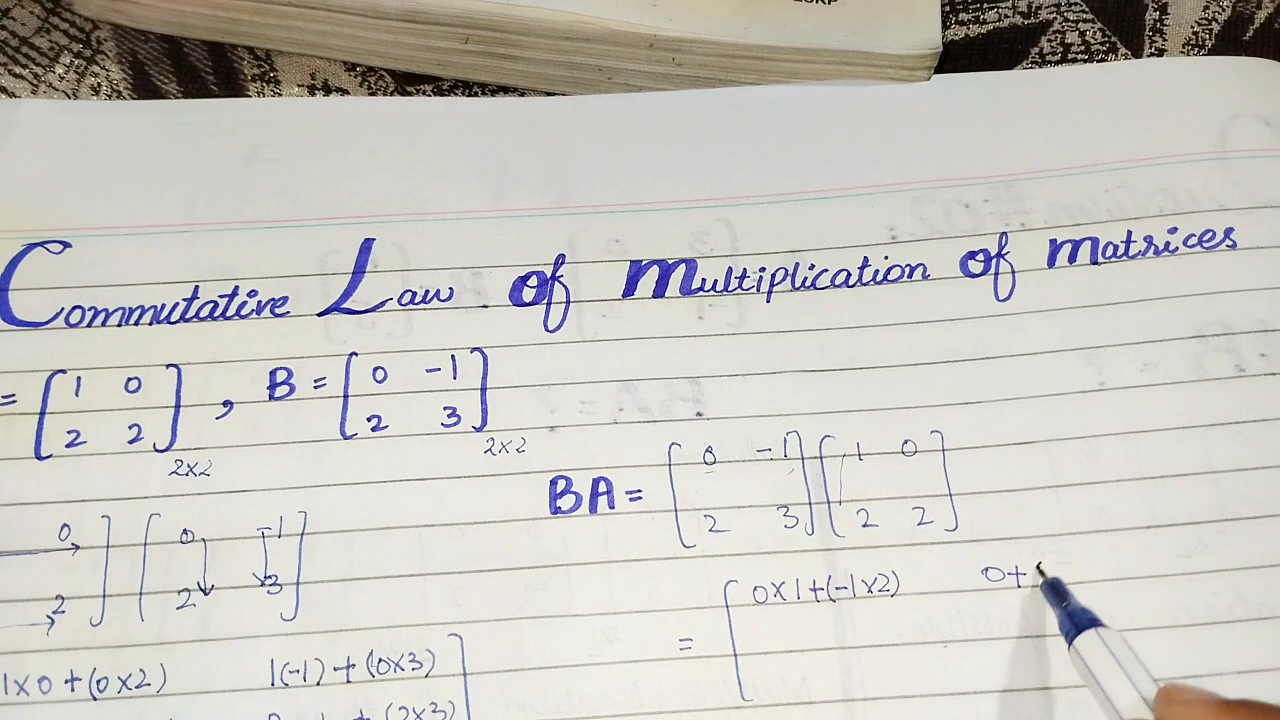 Commutative Law of Multiplication of Matrices
= [1 0
2 2] 2x2 , B = [0 -1
2 3] 2x2
0 ] [ 0 -1
2 ] [ 2 3 ]
BA = [0 -1
2 3] [1 0
2 2]
1x0+(0x2) 1(-1)+(0x3)
(2x3)
= [ 0x1+(-1x2) 0+